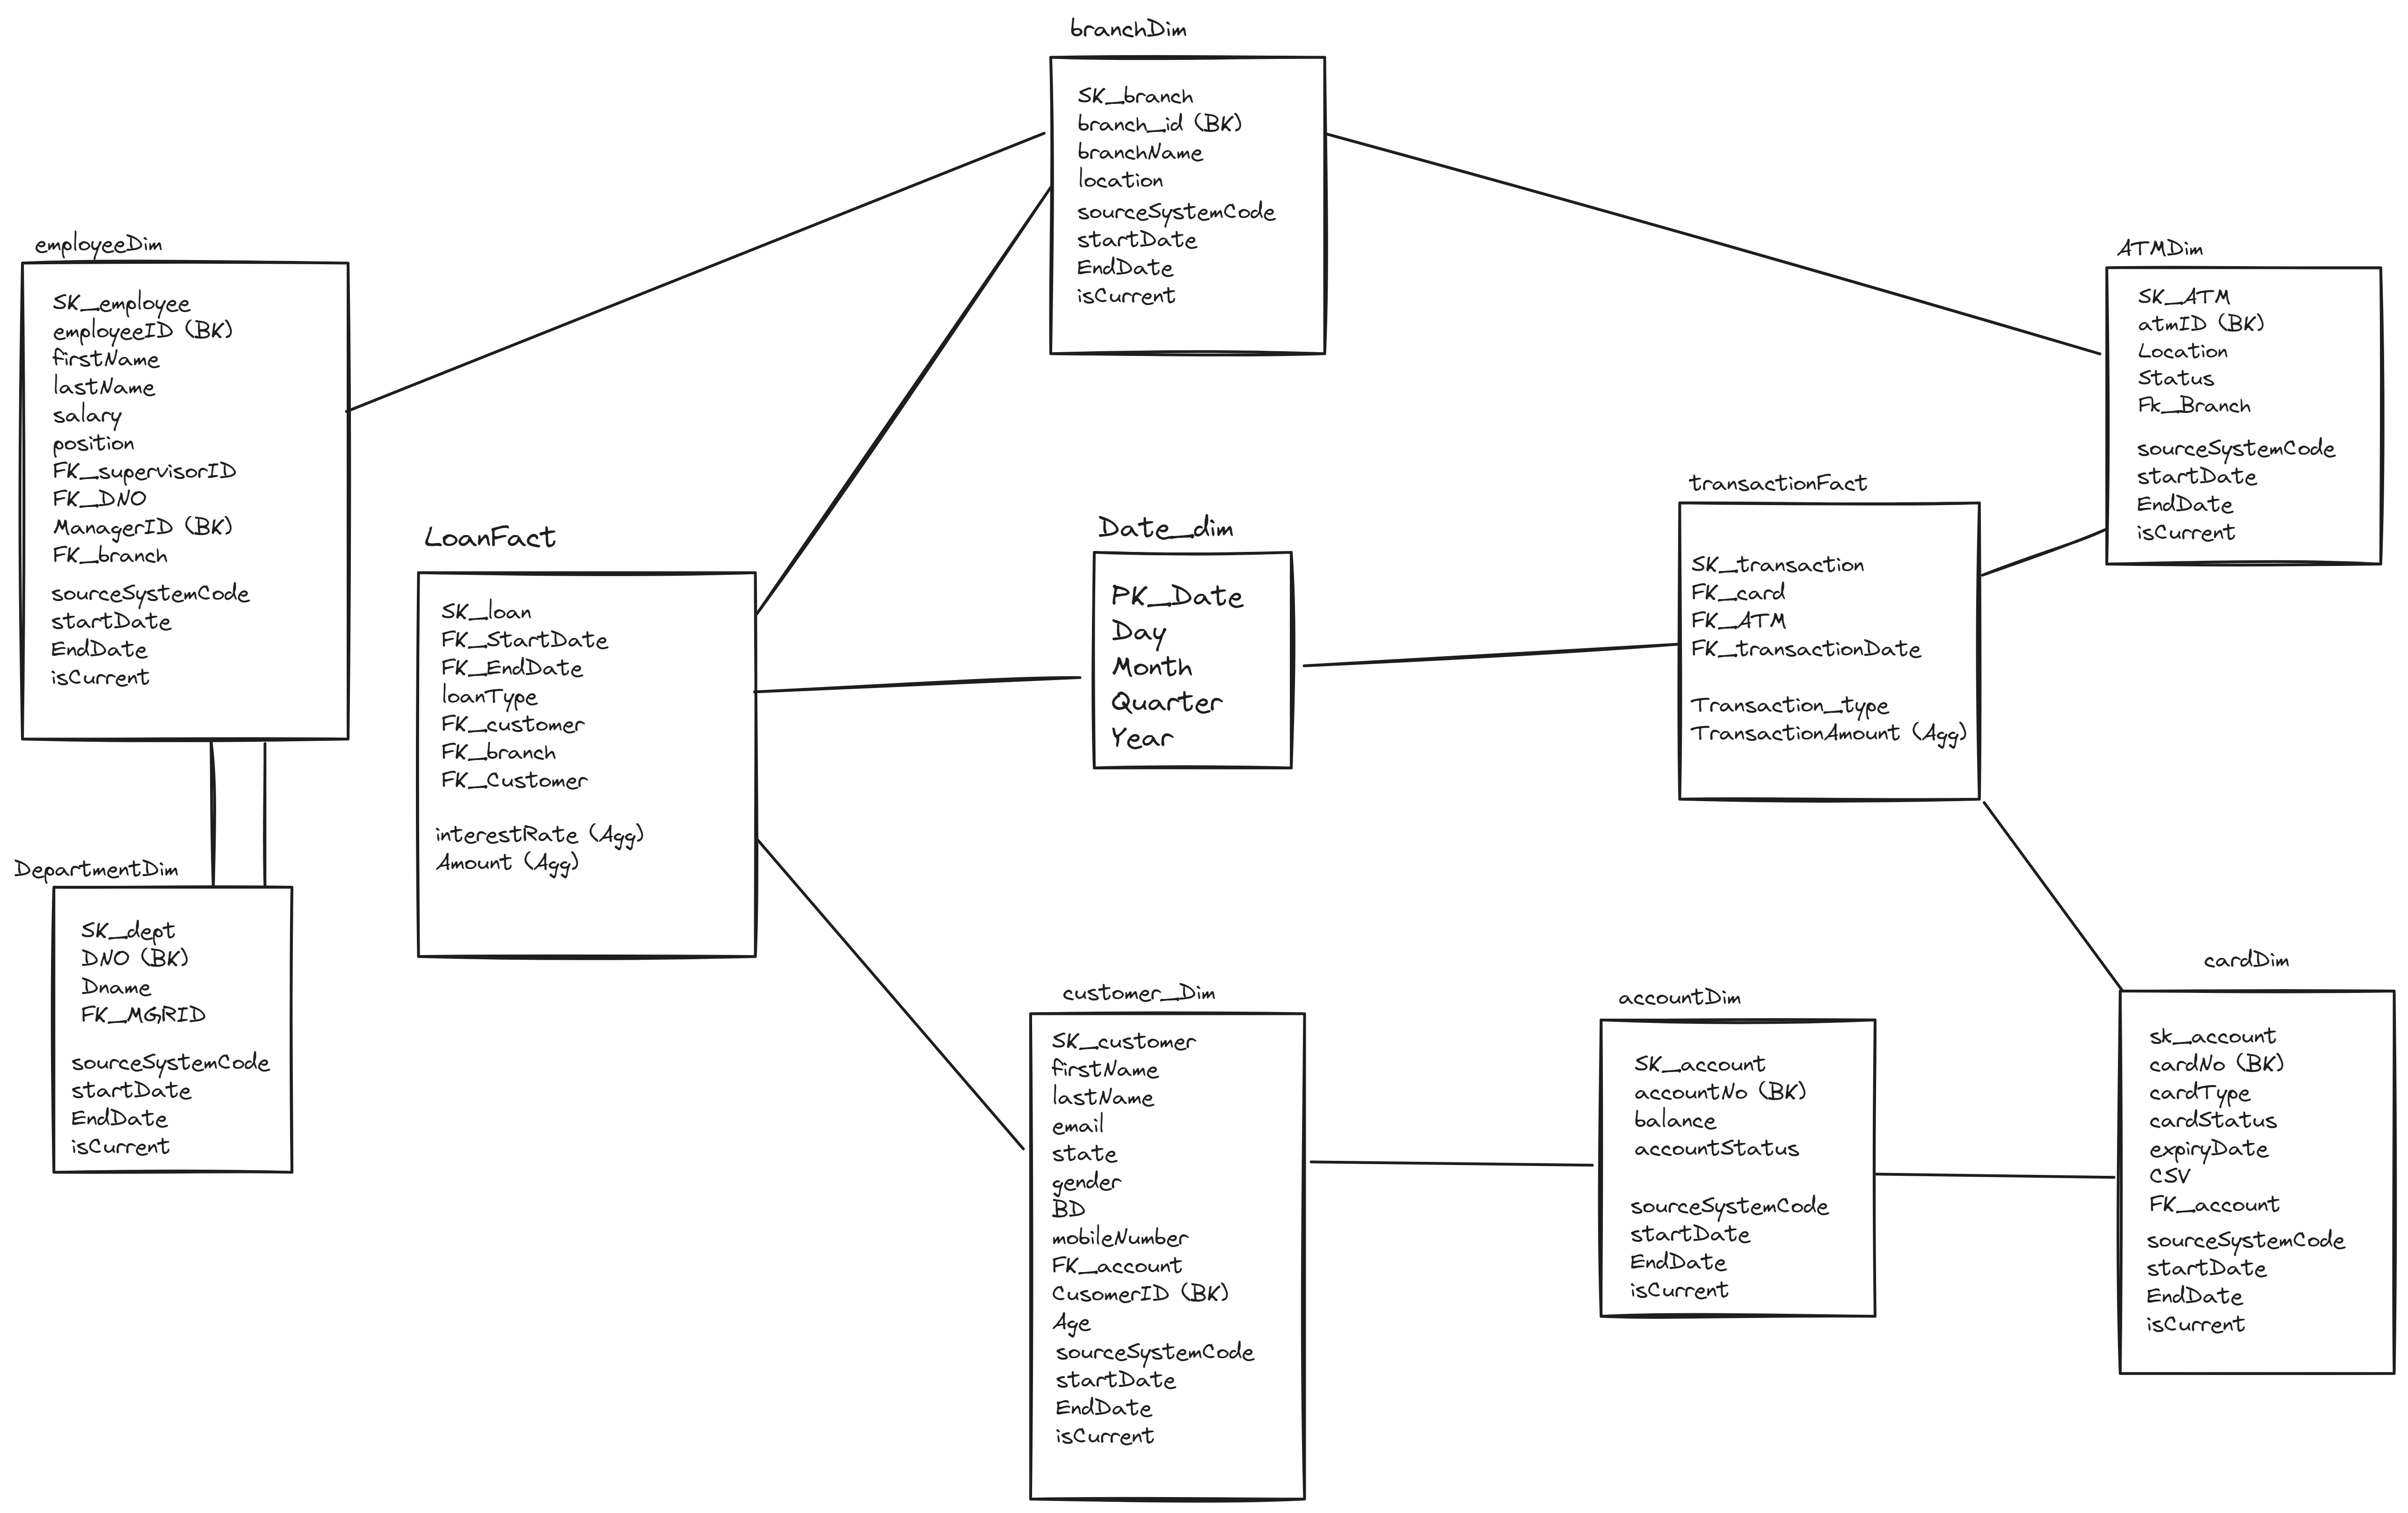 branchDim
SK_branch
branch_id (BK)
branchName
location
sourceSystemCode
startDate
EndDate
isCurrent
employeeDim
SK_employee
employeeID (BK)
firstName
lastName
salary
position
FK_supervisorID
FK_DNO
ManagerID (BK)
FK_branch
sourceSystemCode
startDate
EndDate
isCurrent
ATMDim
SK_ATM
atmID (BK)
Location
Status
Fk_Branch
sourceSystemCode
startDate
EndDate
isCurrent
LoanFact
SK_loan
FK_StartDate
FK_EndDate
loanType
FK_customer
FK_branch
FK_Customer
interestRate (Agg)
Amount (Agg)
Date_dim
PK_Date
Day
Month
Quarter
Year
transactionFact
SK_transaction
FK_card
FK_ATM
FK_transactionDate
Transaction_type
TransactionAmount (Agg)
DepartmentDim
SK_dept
DNO (BK)
Dname
FK_MGRID
sourceSystemCode
startDate
EndDate
isCurrent
customer_Dim
SK_customer
firstName
lastName
email
state
gender
BD
mobileNumber
FK_account
CusomerID (BK)
Age
sourceSystemCode
startDate
EndDate
isCurrent
accountDim
SK_account
accountNo (BK)
balance
accountStatus
sourceSystemCode
startDate
EndDate
isCurrent
cardDim
sk_account
cardNo (BK)
cardType
cardStatus
expiryDate
CSV
FK_account
sourceSystemCode
startDate
EndDate
isCurrent